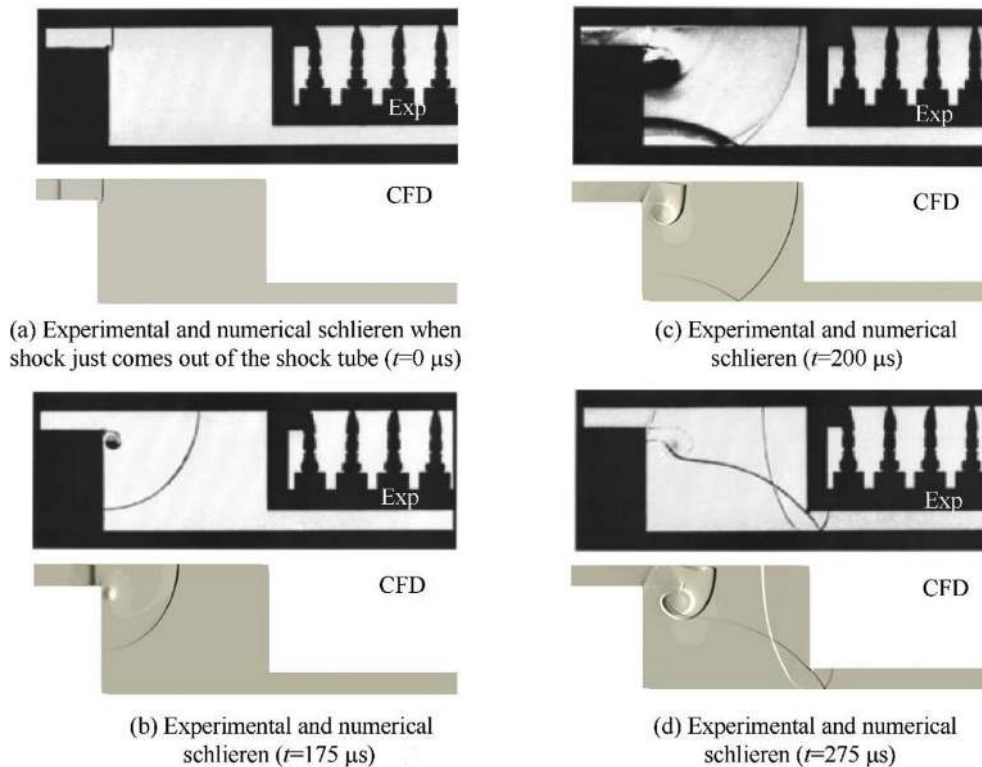 Exp
CFD
(a) Experimental and numerical schlieren when
shock just comes out of the shock tube (t=0 μs)
Exp
CFD
(b) Experimental and numerical
schlieren (t=175 μs)
Exp
CFD
(c) Experimental and numerical
schlieren (t=200 μs)
Exp
CFD
(d) Experimental and numerical
schlieren (t=275 μs)